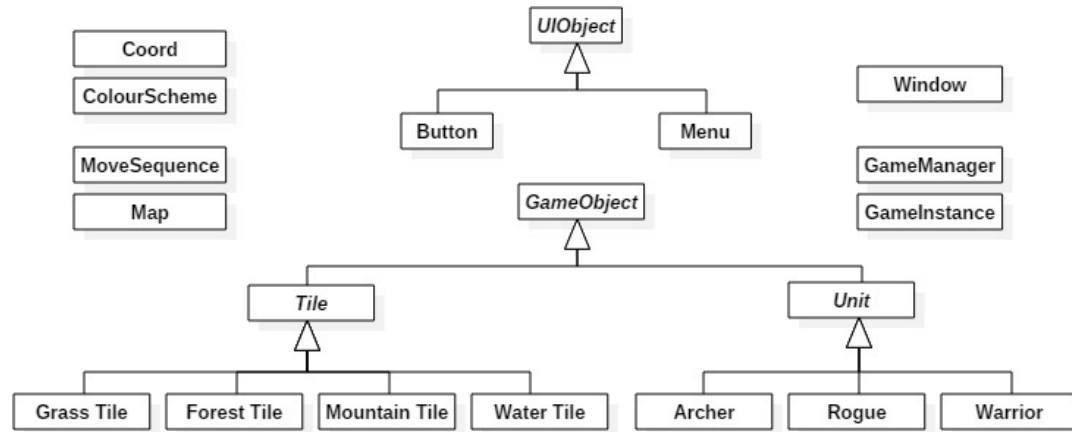 UIObject
Coord
ColourScheme
Window
Button
Menu
MoveSequence
GameManager
GameObject
Map
GameInstance
Tile
Unit
Grass Tile
Forest Tile
Mountain Tile
Water Tile
Archer
Rogue
Warrior